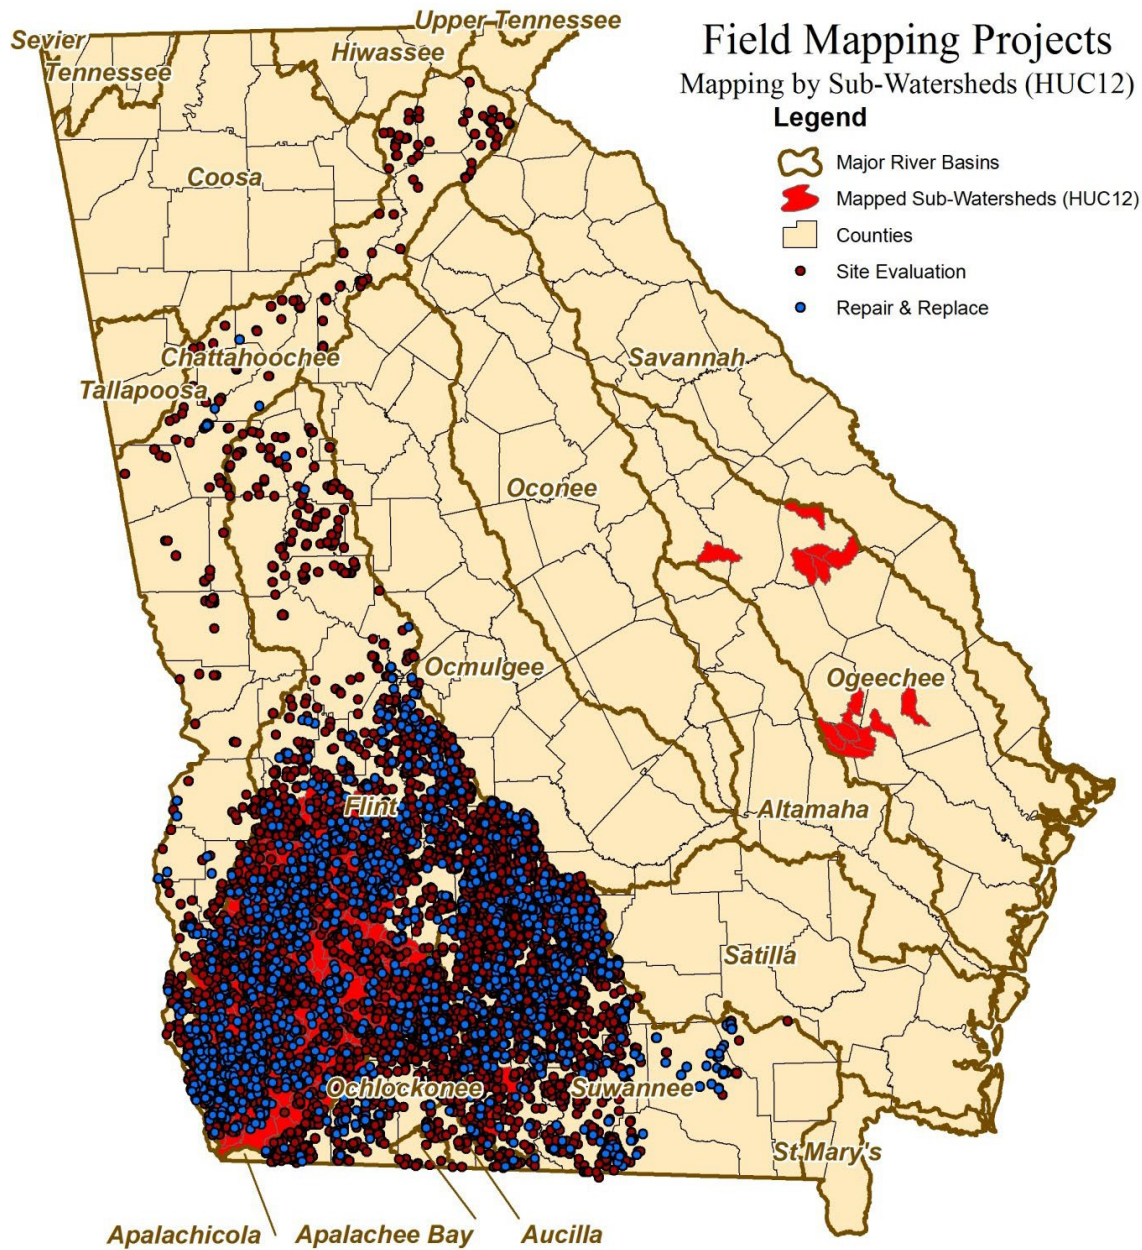 Upper Tennessee
Sevier
Hiwassee
Tennessee
Field Mapping Projects
Mapping by Sub-Watersheds (HUC12)
Legend
Major River Basins
Mapped Sub-Watersheds (HUC12)
Counties
Site Evaluation
Repair & Replace
Coosa
Chattahoochee
Savannah
Tallapoosa
Oconee
Ocmulgee
Ogeechee
Flint
Altamaha
Satilla
Ochlockonee
Suwannee
St Mary's
Apalachicola
Apalachee Bay
Aucilla